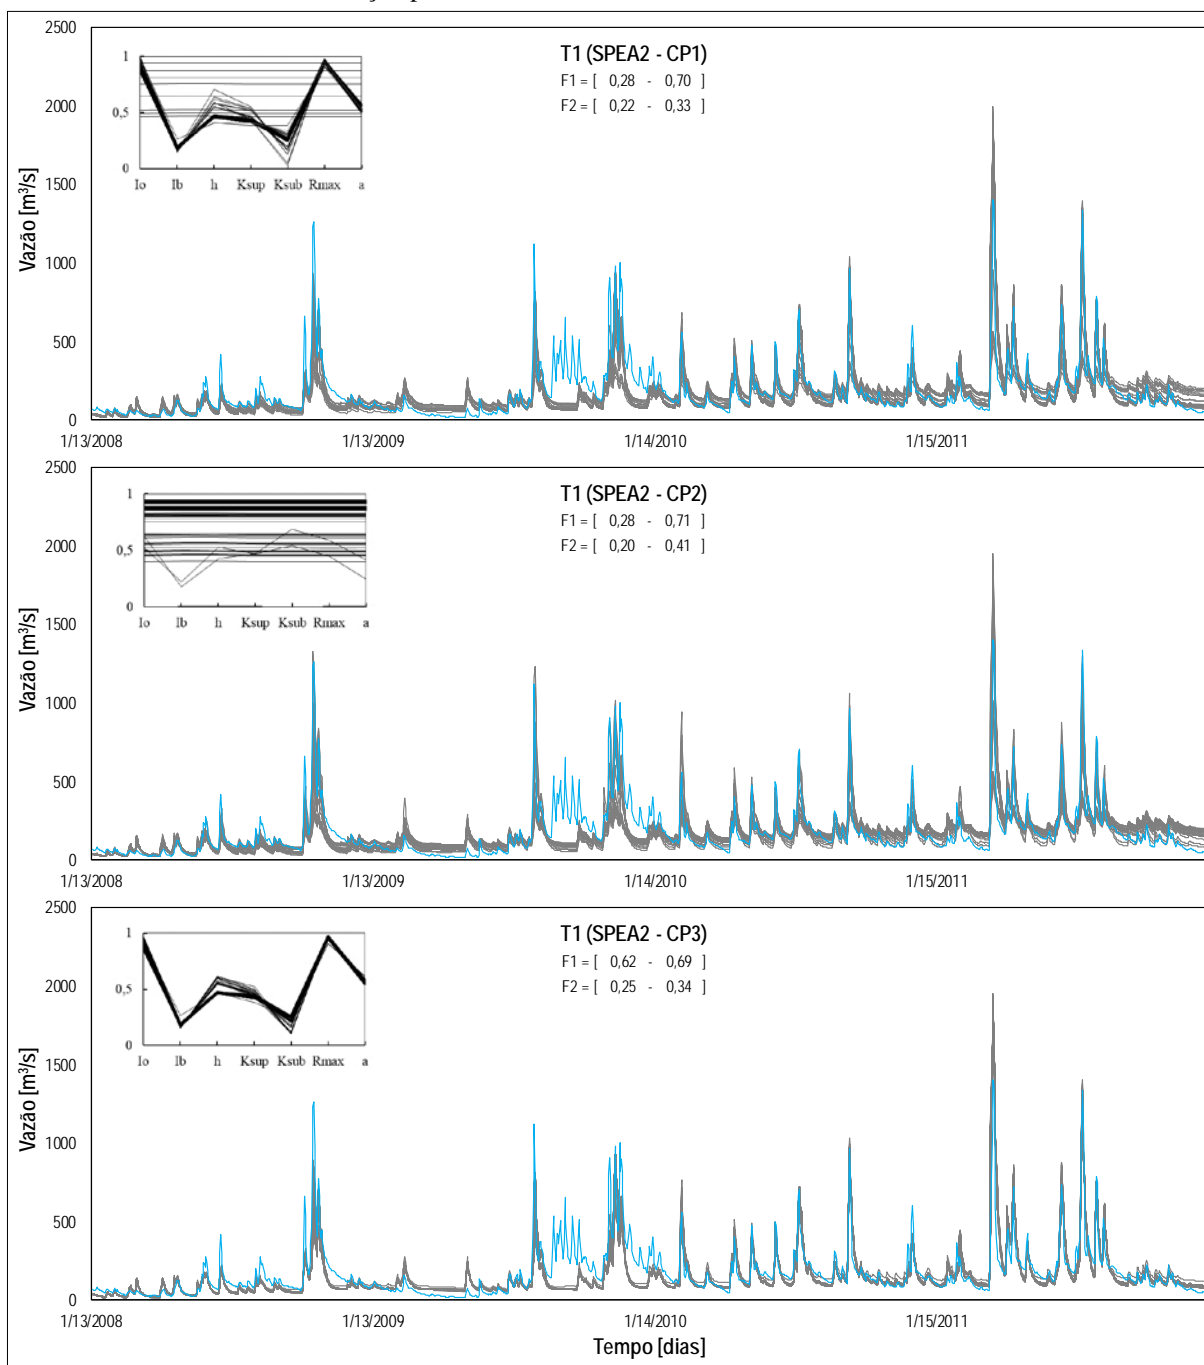 2500
2000
1500
1000
500
0
Vazão [m³/s]
T1 (SPEA2 - CP1)
F1 = [ 0,28 - 0,70 ]
F2 = [ 0,22 - 0,33 ]
1
0,5
0
Io Ib h Ksup Ksub Rmax a
1/13/2008 1/13/2009 1/14/2010 1/15/2011
2500
2000
1500
1000
500
0
Vazão [m³/s]
T1 (SPEA2 - CP2)
F1 = [ 0,28 - 0,71 ]
F2 = [ 0,20 - 0,41 ]
1
0,5
0
Io Ib h Ksup Ksub Rmax a
1/13/2008 1/13/2009 1/14/2010 1/15/2011
2500
2000
1500
1000
500
0
Vazão [m³/s]
T1 (SPEA2 - CP3)
F1 = [ 0,62 - 0,69 ]
F2 = [ 0,25 - 0,34 ]
1
0,5
0
Io Ib h Ksup Ksub Rmax a
1/13/2008 1/13/2009 1/14/2010 1/15/2011
Tempo [dias]